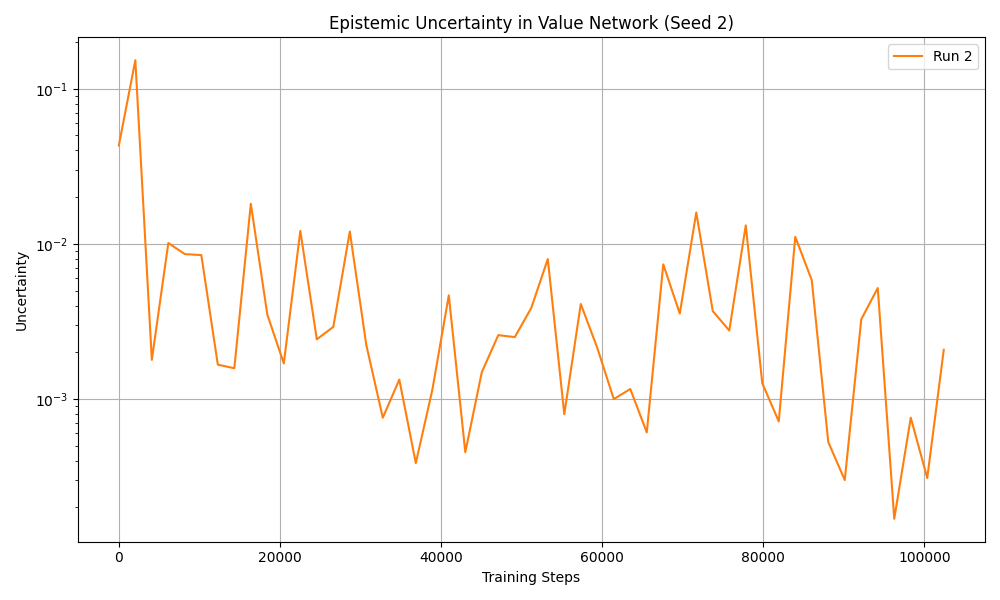 Epistemic Uncertainty in Value Network (Seed 2)
Run 2
Uncertainty
10⁻¹
10⁻²
10⁻³
0 20000 40000 60000 80000 100000
Training Steps